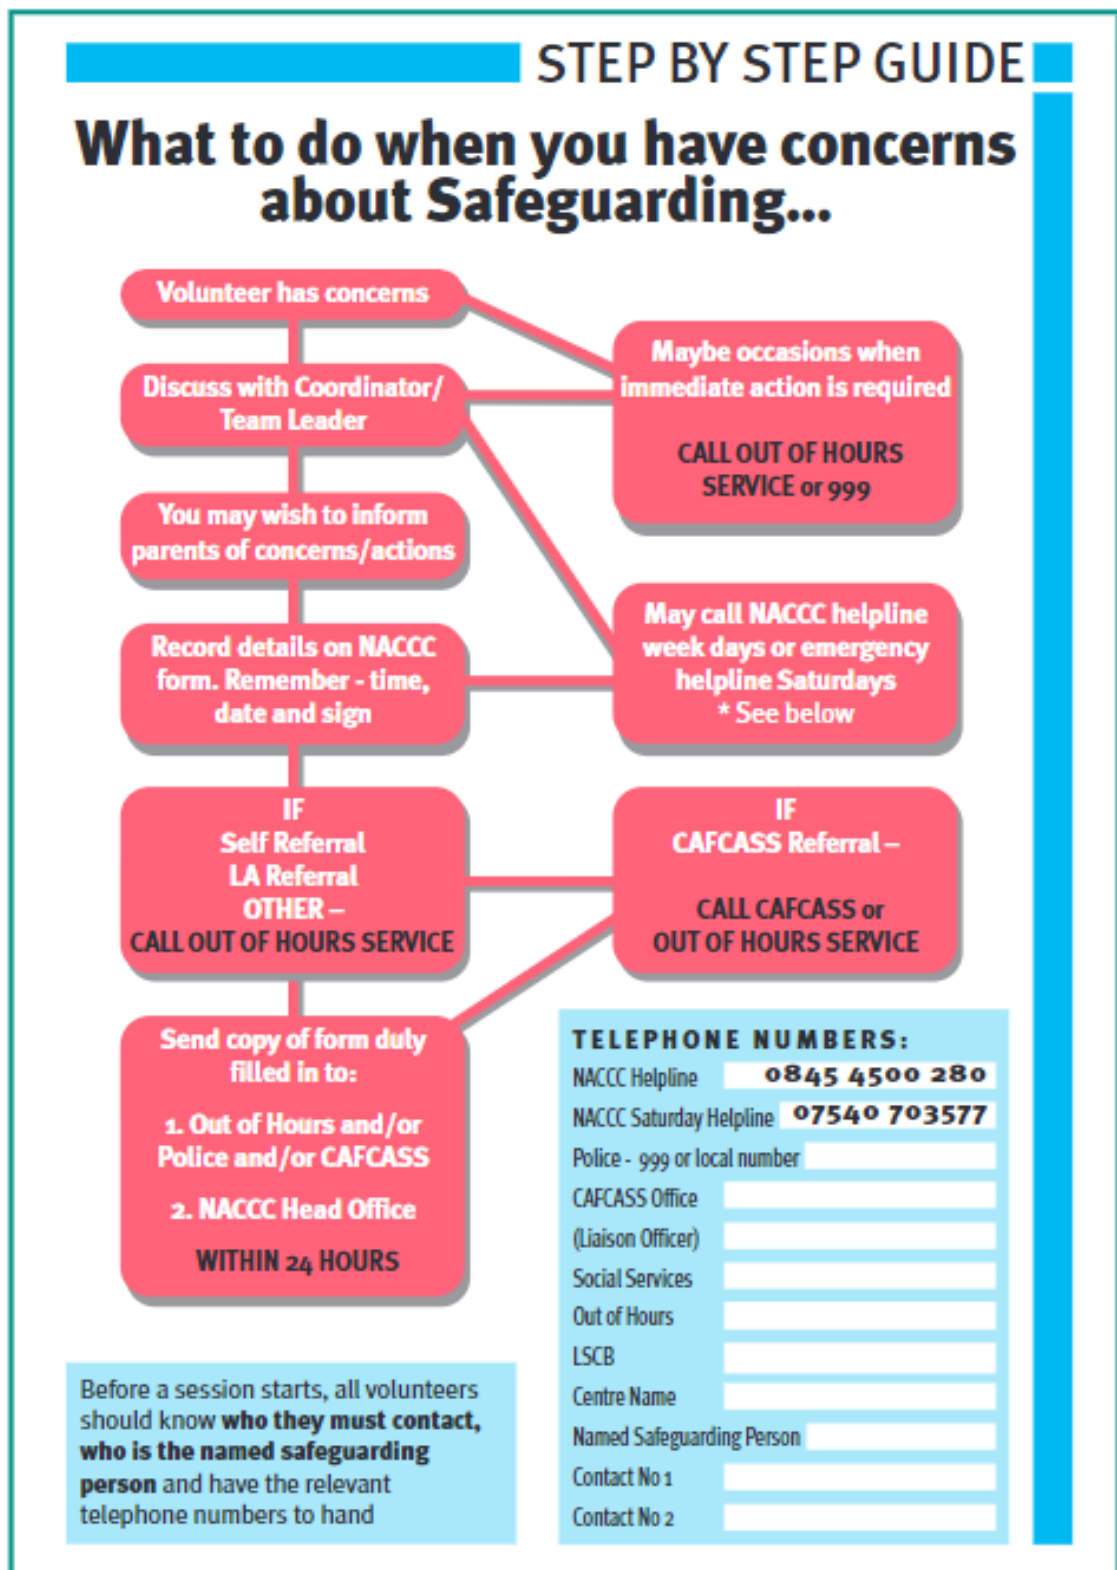 STEP BY STEP GUIDE
What to do when you have concerns
about Safeguarding...
Volunteer has concerns
Discuss with Coordinator/
Team Leader
You may wish to inform
parents of concerns/actions
Record details on NACCC
form. Remember - time,
date and sign
IF
Self Referral
LA Referral
OTHER –
CALL OUT OF HOURS SERVICE
Send copy of form duly
filled in to:
1. Out of Hours and/or
Police and/or CAFCASS
2. NACCC Head Office
WITHIN 24 HOURS
Maybe occasions when
immediate action is required
CALL OUT OF HOURS
SERVICE or 999
May call NACCC helpline
week days or emergency
helpline Saturdays
* See below
IF
CAFCASS Referral –
CALL CAFCASS or
OUT OF HOURS SERVICE
Before a session starts, all volunteers
should know who they must contact,
who is the named safeguarding
person and have the relevant
telephone numbers to hand
TELEPHONE NUMBERS:
NACCC Helpline 0845 4500 280
NACCC Saturday Helpline 07540 703577
Police - 999 or local number
CAFCASS Office
(Liaison Officer)
Social Services
Out of Hours
LSCB
Centre Name
Named Safeguarding Person
Contact No 1
Contact No 2